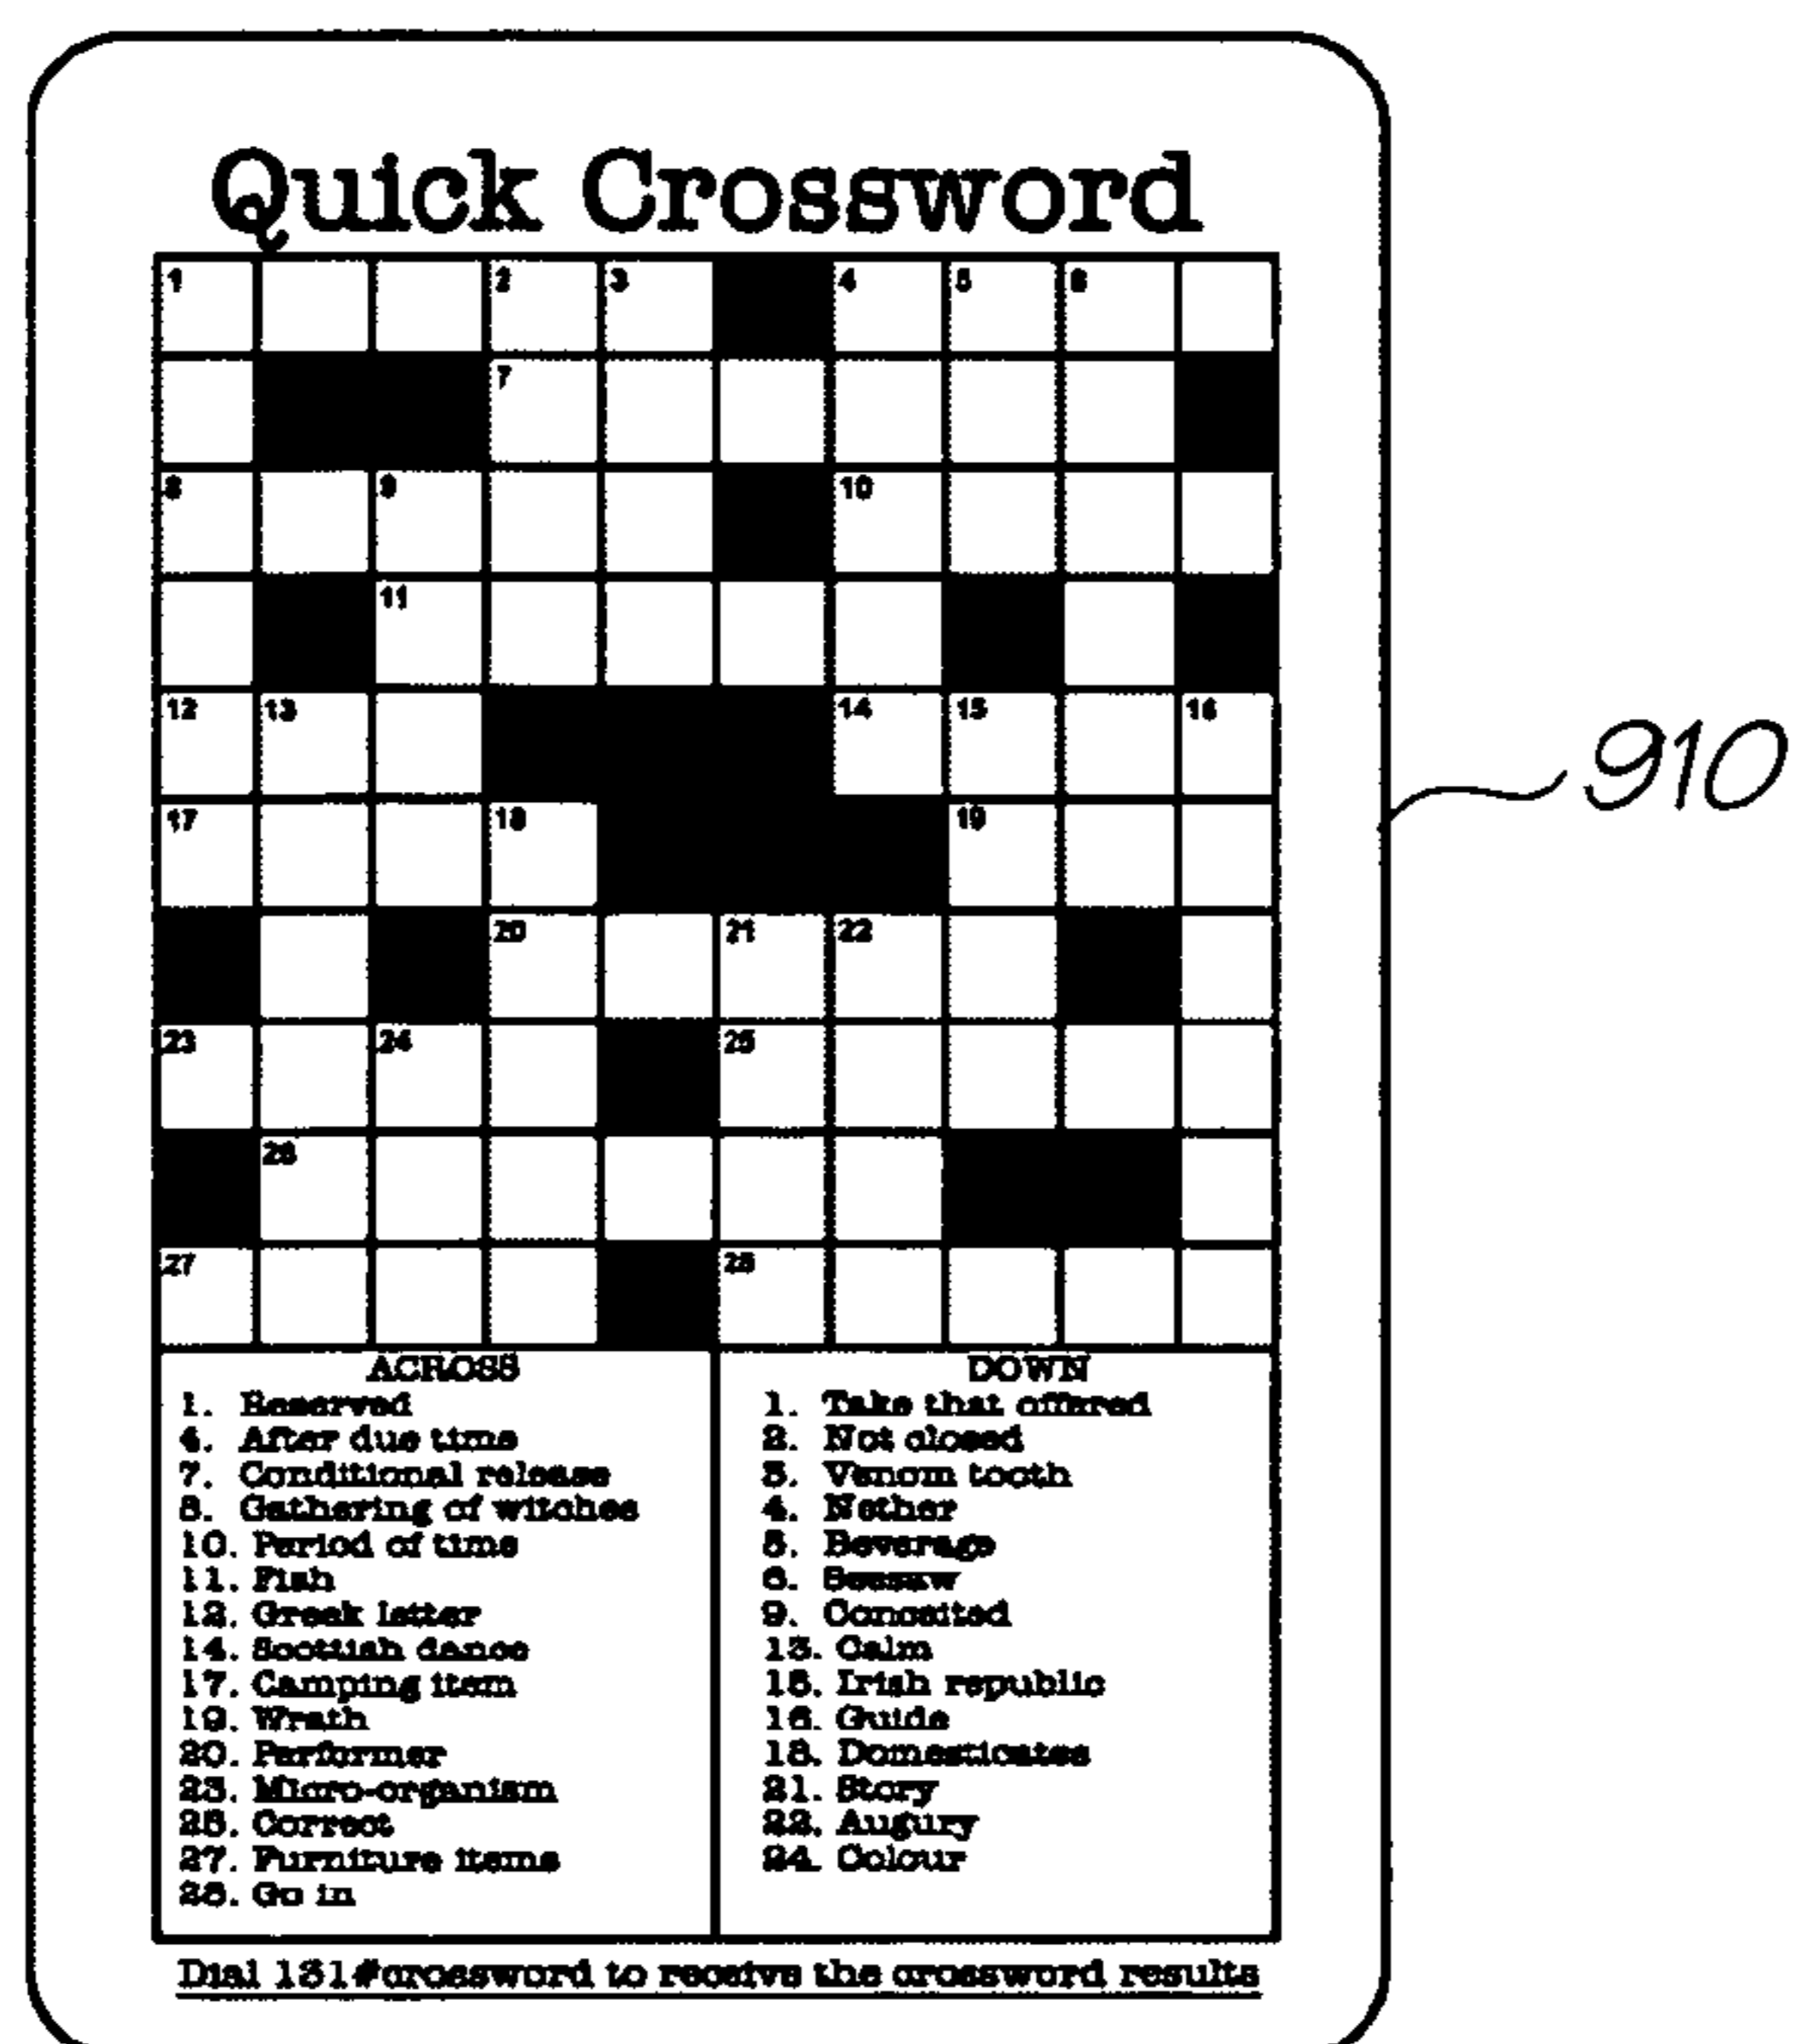 Quick Crossword
1 2 3 4 5 6
7
8 9 10
11
12 13 14 15 16
17 18 19
20 21 22
23 24 25
26
27 28
ACROSS
1. Reserved
4. After due time
7. Conditional release
8. Gathering of witches
10. Period of time
11. Fish
12. Greek letter
14. Scottish dance
17. Camping item
19. Wrath
20. Performer
23. Micro-organism
25. Correct
27. Furniture items
28. Go in
DOWN
1. Take that offered
2. Not closed
3. Venom tooth
4. Nether
5. Beverage
6. Seesaw
9. Conceited
13. Calm
15. Irish republic
16. Guide
18. Domesticates
21. Story
22. Augury
24. Colour
Dial 131#crossword to receive the crossword results
910